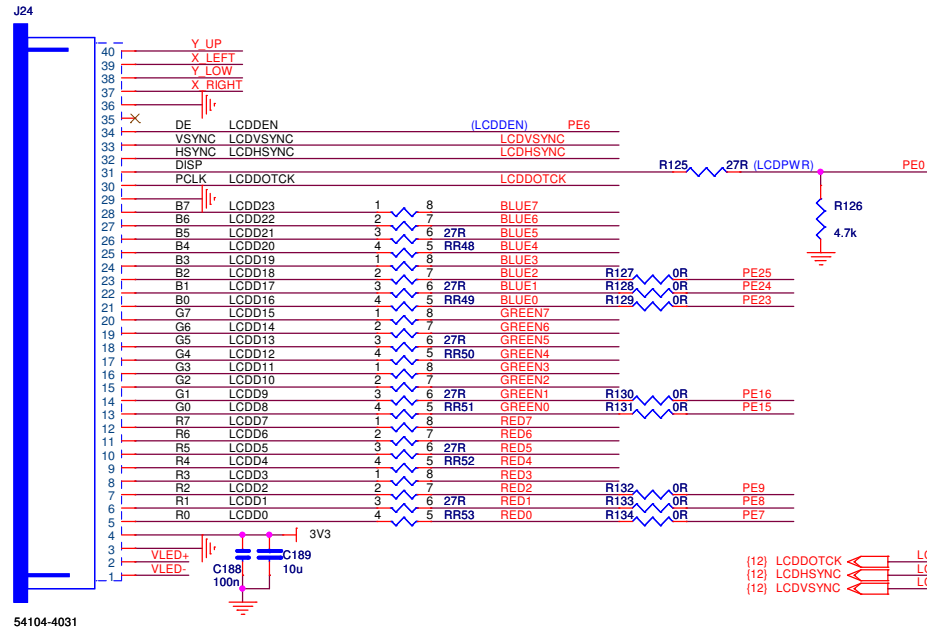 J24
40 Y_UP
39 X_LEFT
38 Y_LOW
37 X_RIGHT
36
35
34 DE LCDDEN (LCDDEN) PE6
33 VSYNC LCDVSYNC LCDVSYNC
32 HSYNC LCDHSYNC LCDHSYNC
31 DISP R125 27R (LCDPWR) PE0
30 PCLK LCDDOTCK LCDDOTCK
29
28 B7 LCDD23 1 8 BLUE7
27 B6 LCDD22 2 7 BLUE6
26 B5 LCDD21 3 6 27R BLUE5
25 B4 LCDD20 4 5 RR48 BLUE4
24 B3 LCDD19 1 8 BLUE3
23 B2 LCDD18 2 7 BLUE2 R127 0R PE25
22 B1 LCDD17 3 6 27R BLUE1 R128 0R PE24
21 B0 LCDD16 4 5 RR49 BLUE0 R129 0R PE23
20 G7 LCDD15 1 8 GREEN7
19 G6 LCDD14 2 7 GREEN6
18 G5 LCDD13 3 6 27R GREEN5
17 G4 LCDD12 4 5 RR50 GREEN4
16 G3 LCDD11 1 8 GREEN3
15 G2 LCDD10 2 7 GREEN2
14 G1 LCDD9 3 6 27R GREEN1 R130 0R PE16
13 G0 LCDD8 4 5 RR51 GREEN0 R131 0R PE15
12 R7 LCDD7 1 8 RED7
11 R6 LCDD6 2 7 RED6
10 R5 LCDD5 3 6 27R RED5
9 R4 LCDD4 4 5 RR52 RED4
8 R3 LCDD3 1 8 RED3
7 R2 LCDD2 2 7 RED2 R132 0R PE9
6 R1 LCDD1 3 6 27R RED1 R133 0R PE8
5 R0 LCDD0 4 5 RR53 RED0 R134 0R PE7
4 3V3
3
2 VLED+
1 VLED-
R126
4.7k
C188
100n
C189
10u
{12} LCDDOTCK LC
{12} LCDHSYNC LC
{12} LCDVSYNC LC
54104-4031